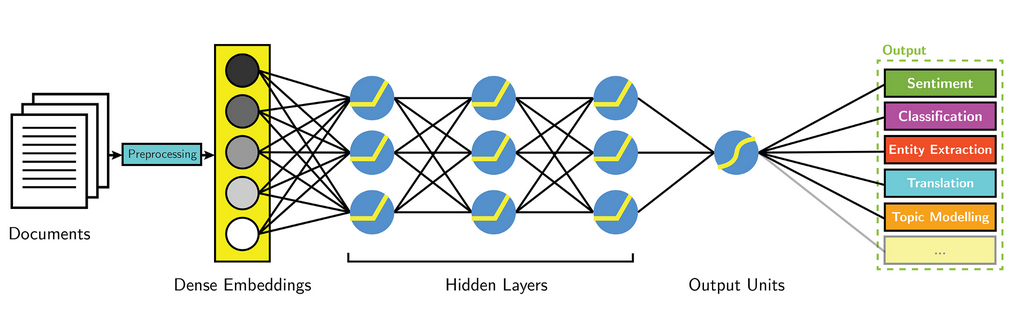 Output
Sentiment
Classification
Entity Extraction
Translation
Topic Modelling
...
Preprocessing
Documents
Dense Embeddings
Hidden Layers
Output Units